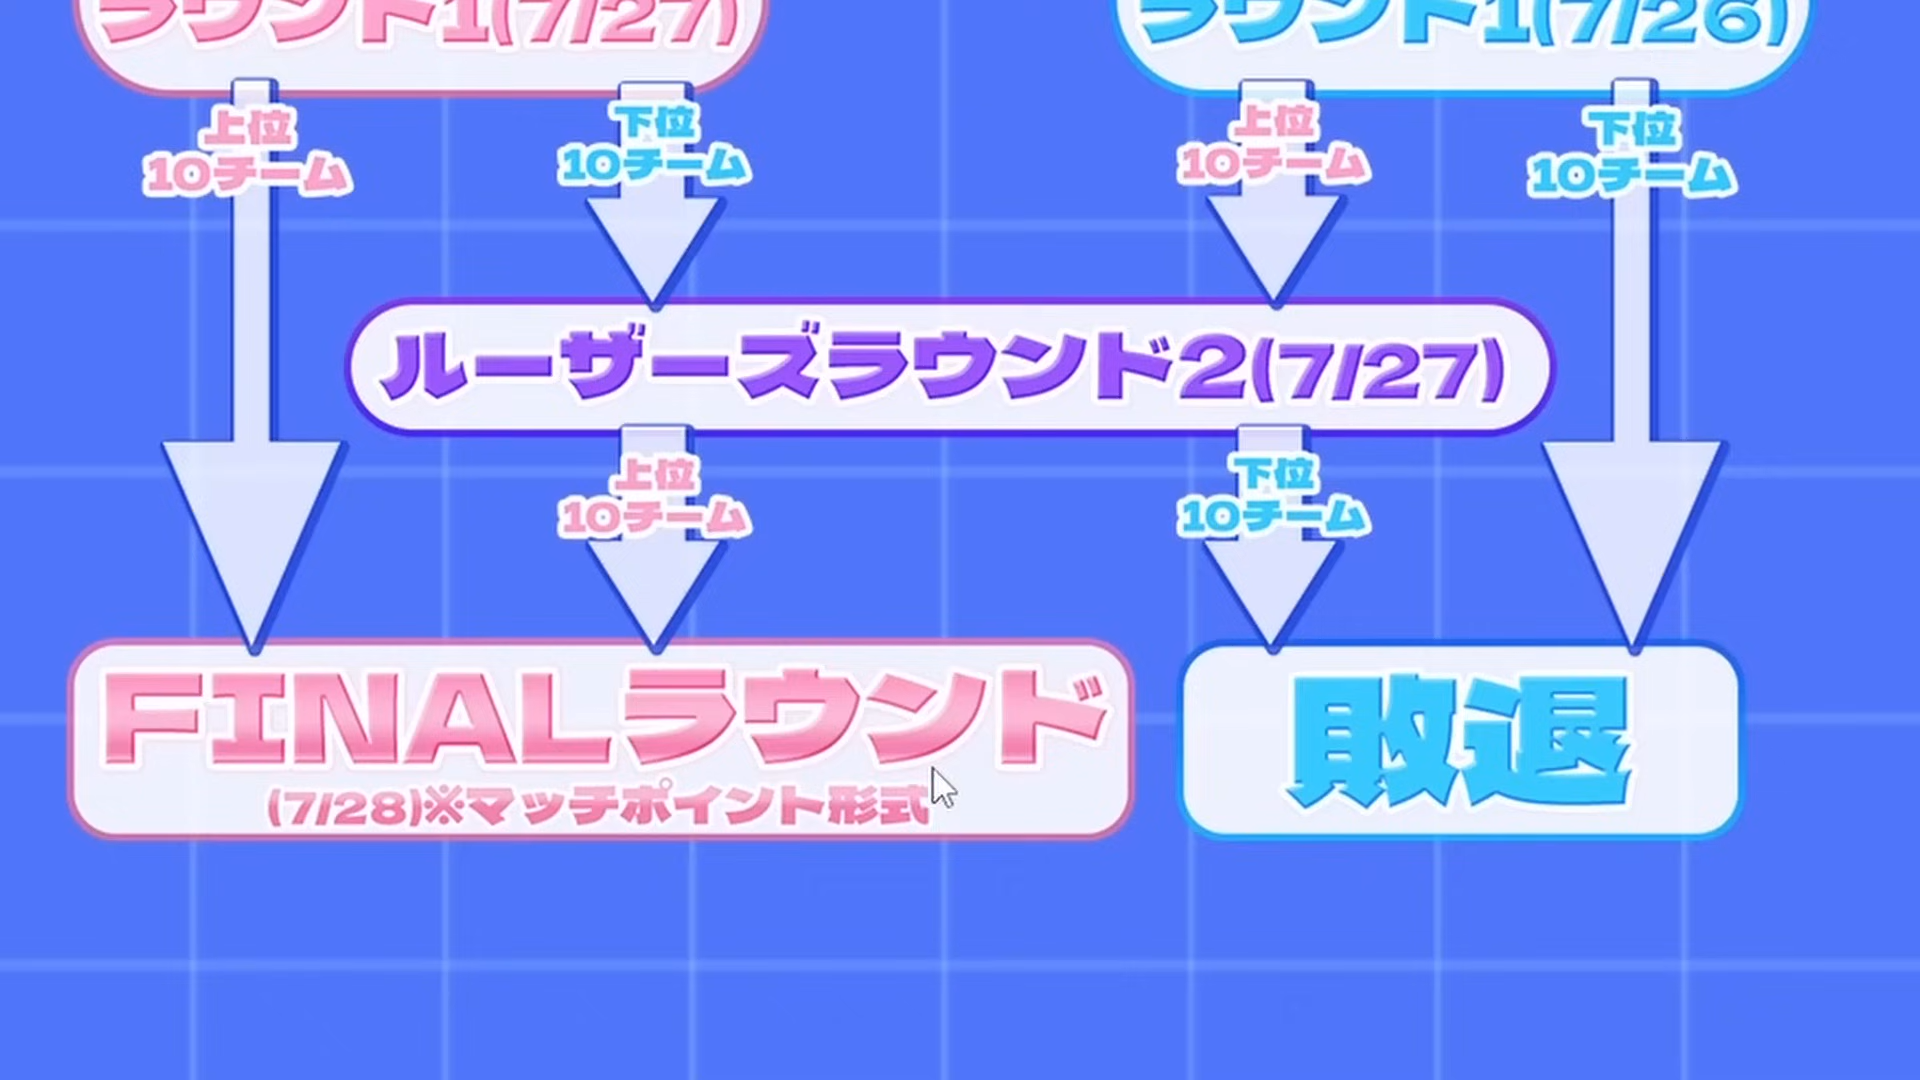 ラウンド1(7/27)
ラウンド1(7/26)
上位
10チーム
下位
10チーム
上位
10チーム
下位
10チーム
ルーザーズラウンド2(7/27)
上位
10チーム
下位
10チーム
FINALラウンド
(7/28)※マッチポイント形式
敗退